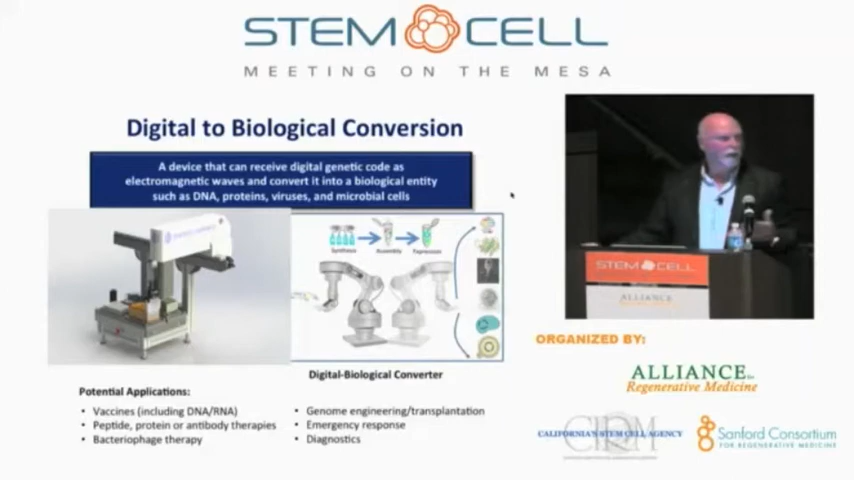 STEM CELL
MEETING ON THE MESA
Digital to Biological Conversion
A device that can receive digital genetic code as
electromagnetic waves and convert it into a biological entity
such as DNA, proteins, viruses, and microbial cells
Synthesis
Assembly
Expression
Digital-Biological Converter
Potential Applications:
• Vaccines (including DNA/RNA)
• Peptide, protein or antibody therapies
• Bacteriophage therapy
• Genome engineering/transplantation
• Emergency response
• Diagnostics
STEM CELL
ALLIANCE
ORGANIZED BY:
ALLIANCE for
Regenerative Medicine
CIRM
CALIFORNIA'S STEM CELL AGENCY
Sanford Consortium
FOR REGENERATIVE MEDICINE